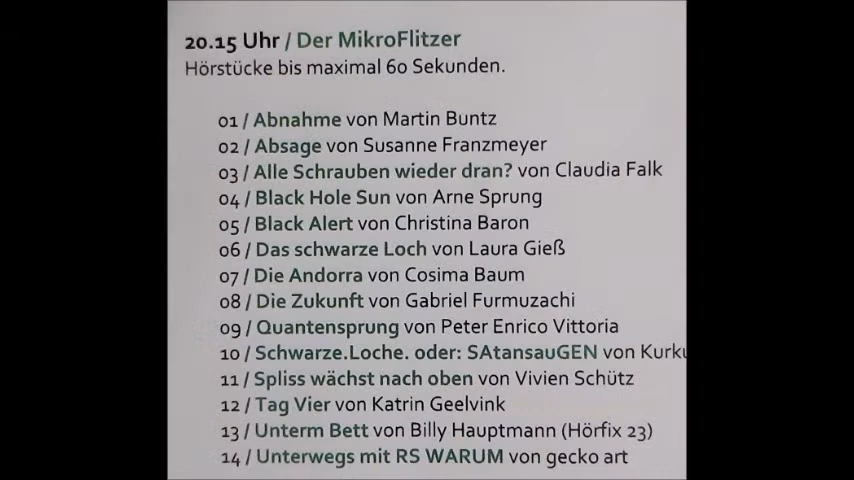 20.15 Uhr / Der MikroFlitzer
Hörstücke bis maximal 60 Sekunden.
01 / Abnahme von Martin Buntz
02 / Absage von Susanne Franzmeyer
03 / Alle Schrauben wieder dran? von Claudia Falk
04 / Black Hole Sun von Arne Sprung
05 / Black Alert von Christina Baron
06 / Das schwarze Loch von Laura Gieß
07 / Die Andorra von Cosima Baum
08 / Die Zukunft von Gabriel Furmuzachi
09 / Quantensprung von Peter Enrico Vittoria
10 / Schwarze.Loche. oder: SAtansauGEN von
11 / Spliss wächst nach oben von Vivien Schütz
12 / Tag Vier von Katrin Geelvink
13 / Unterm Bett von Billy Hauptmann (Hörfix 23)
14 / Unterwegs mit RS WARUM von gecko art